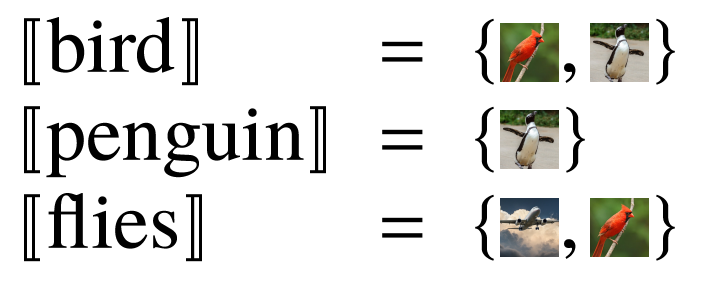 ⟦bird⟧ = { , }
⟦penguin⟧ = { }
⟦flies⟧ = { , }